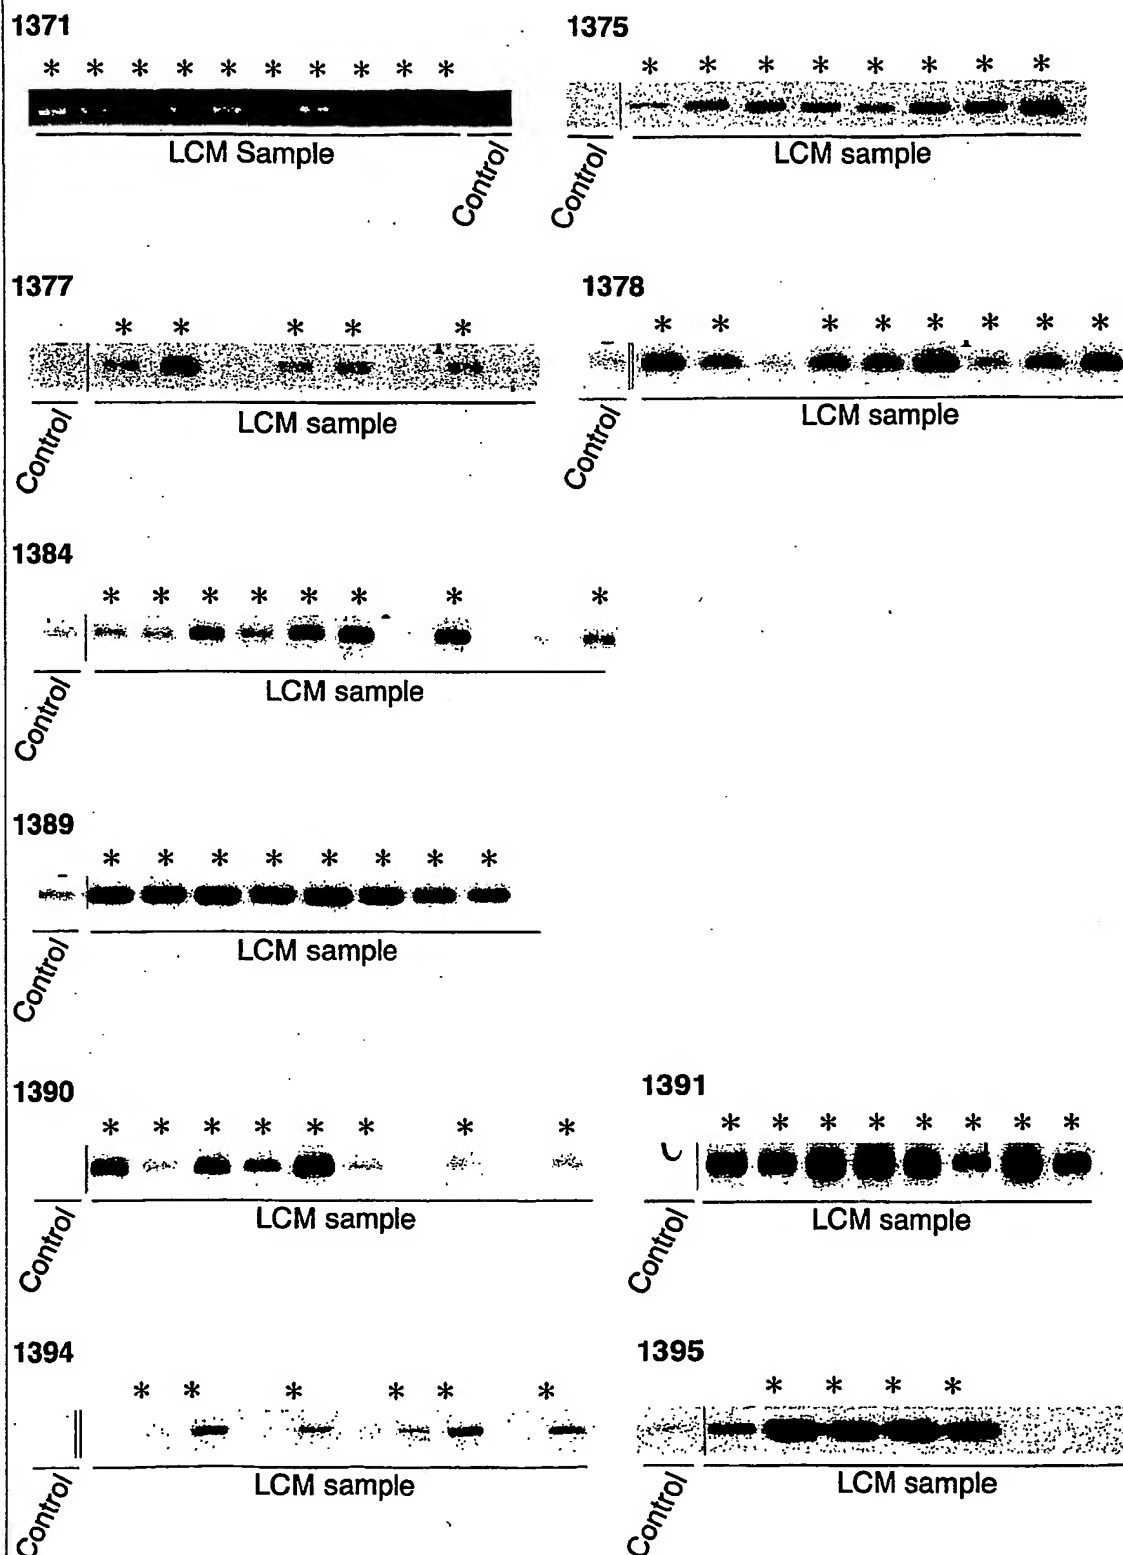 1371
* * * * * * * * * *
LCM Sample
Control
1375
* * * * * * * *
Control
LCM sample
1377
* * * * *
Control
LCM sample
1378
* * * * * * * *
Control
LCM sample
1384
* * * * * * * *
Control
LCM sample
1389
* * * * * * * *
Control
LCM sample
1390
* * * * * * * *
Control
LCM sample
1391
* * * * * * * *
Control
LCM sample
1394
* * * * * *
Control
LCM sample
1395
* * * *
Control
LCM sample